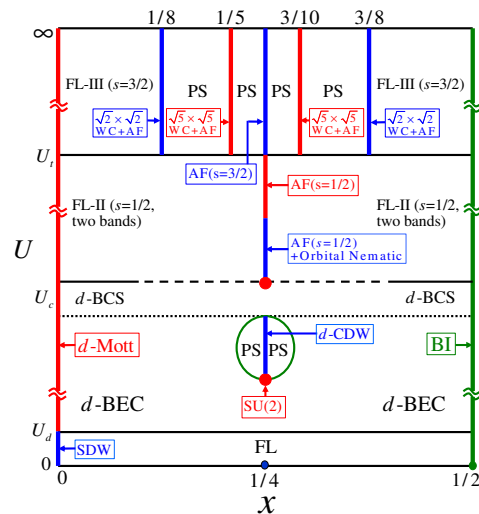 1/8 1/5 3/10 3/8
∞
FL-III (s=3/2) PS PS PS PS FL-III (s=3/2)
√2 × √2
WC+AF
√5 × √5
WC+AF
√5 × √5
WC+AF
√2 × √2
WC+AF
U_t
AF(s=3/2)
AF(s=1/2)
FL-II (s=1/2,
two bands)
FL-II (s=1/2,
two bands)
U
AF(s=1/2)
+Orbital Nematic
U_c
d-BCS d-BCS
d-Mott PS PS d-CDW BI
d-BEC SU(2) d-BEC
U_d
SDW FL
0
0 1/4 1/2
x